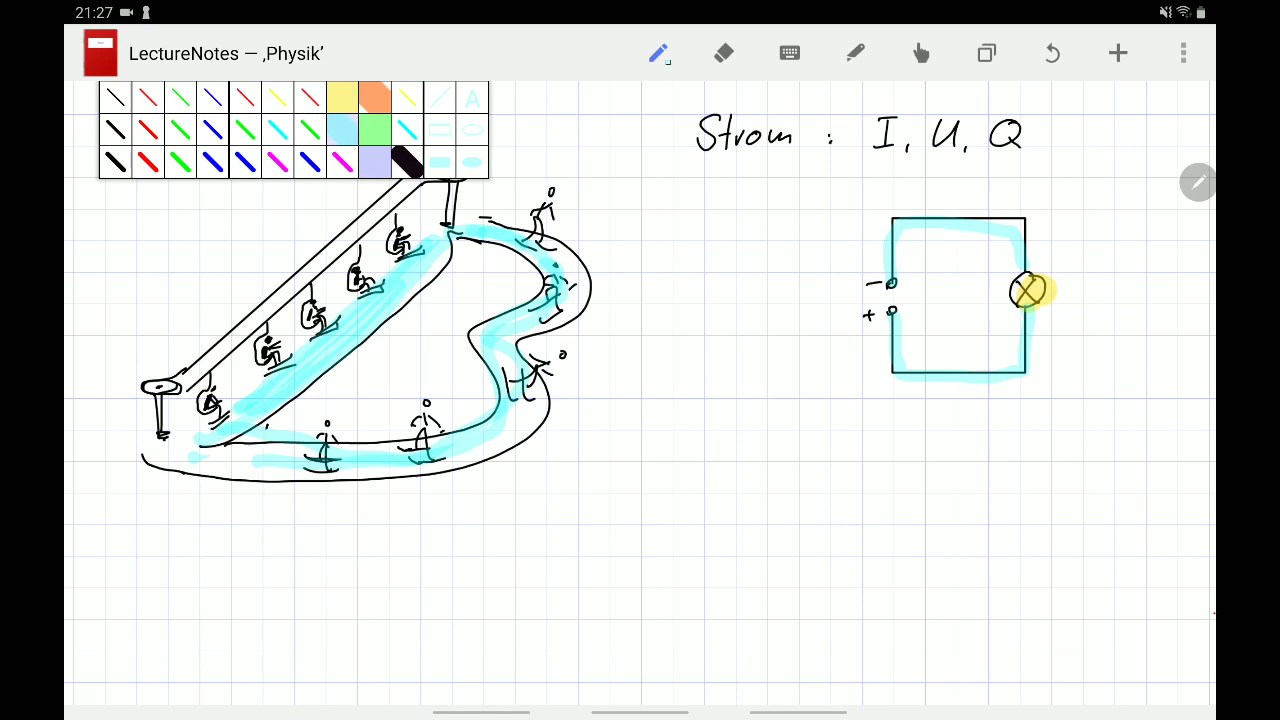 21:27
LectureNotes — ‚Physik‘
A
Strom : I, U, Q
−
+